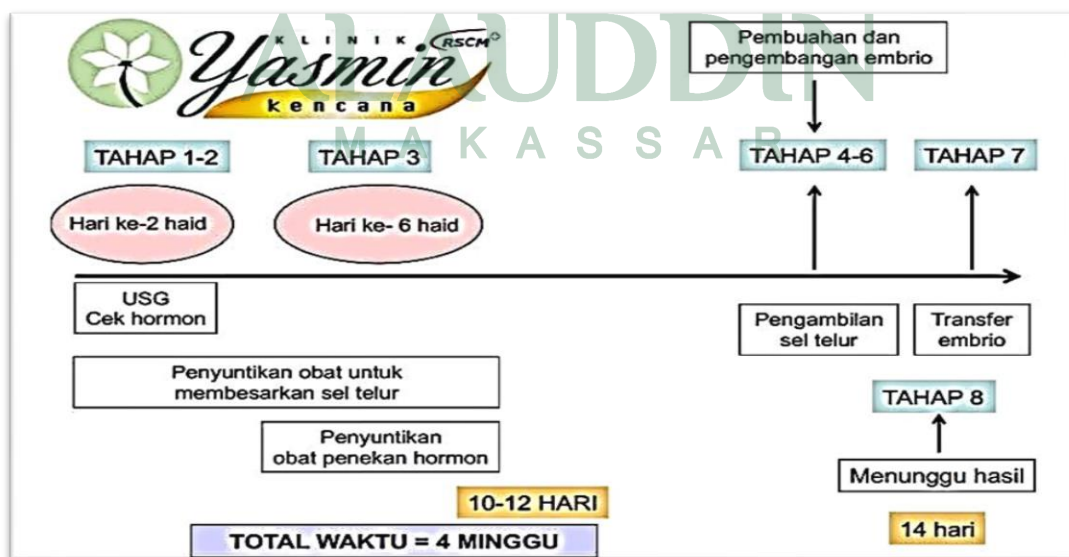 ALAUDDIN
MAKASSAR
KLINIK RSCM
Yasmin
kencana
Pembuahan dan
pengembangan embrio
TAHAP 1-2
TAHAP 3
TAHAP 4-6
TAHAP 7
Hari ke-2 haid
Hari ke- 6 haid
USG
Cek hormon
Pengambilan
sel telur
Transfer
embrio
Penyuntikan obat untuk
membesarkan sel telur
TAHAP 8
Penyuntikan
obat penekan hormon
Menunggu hasil
10-12 HARI
14 hari
TOTAL WAKTU = 4 MINGGU